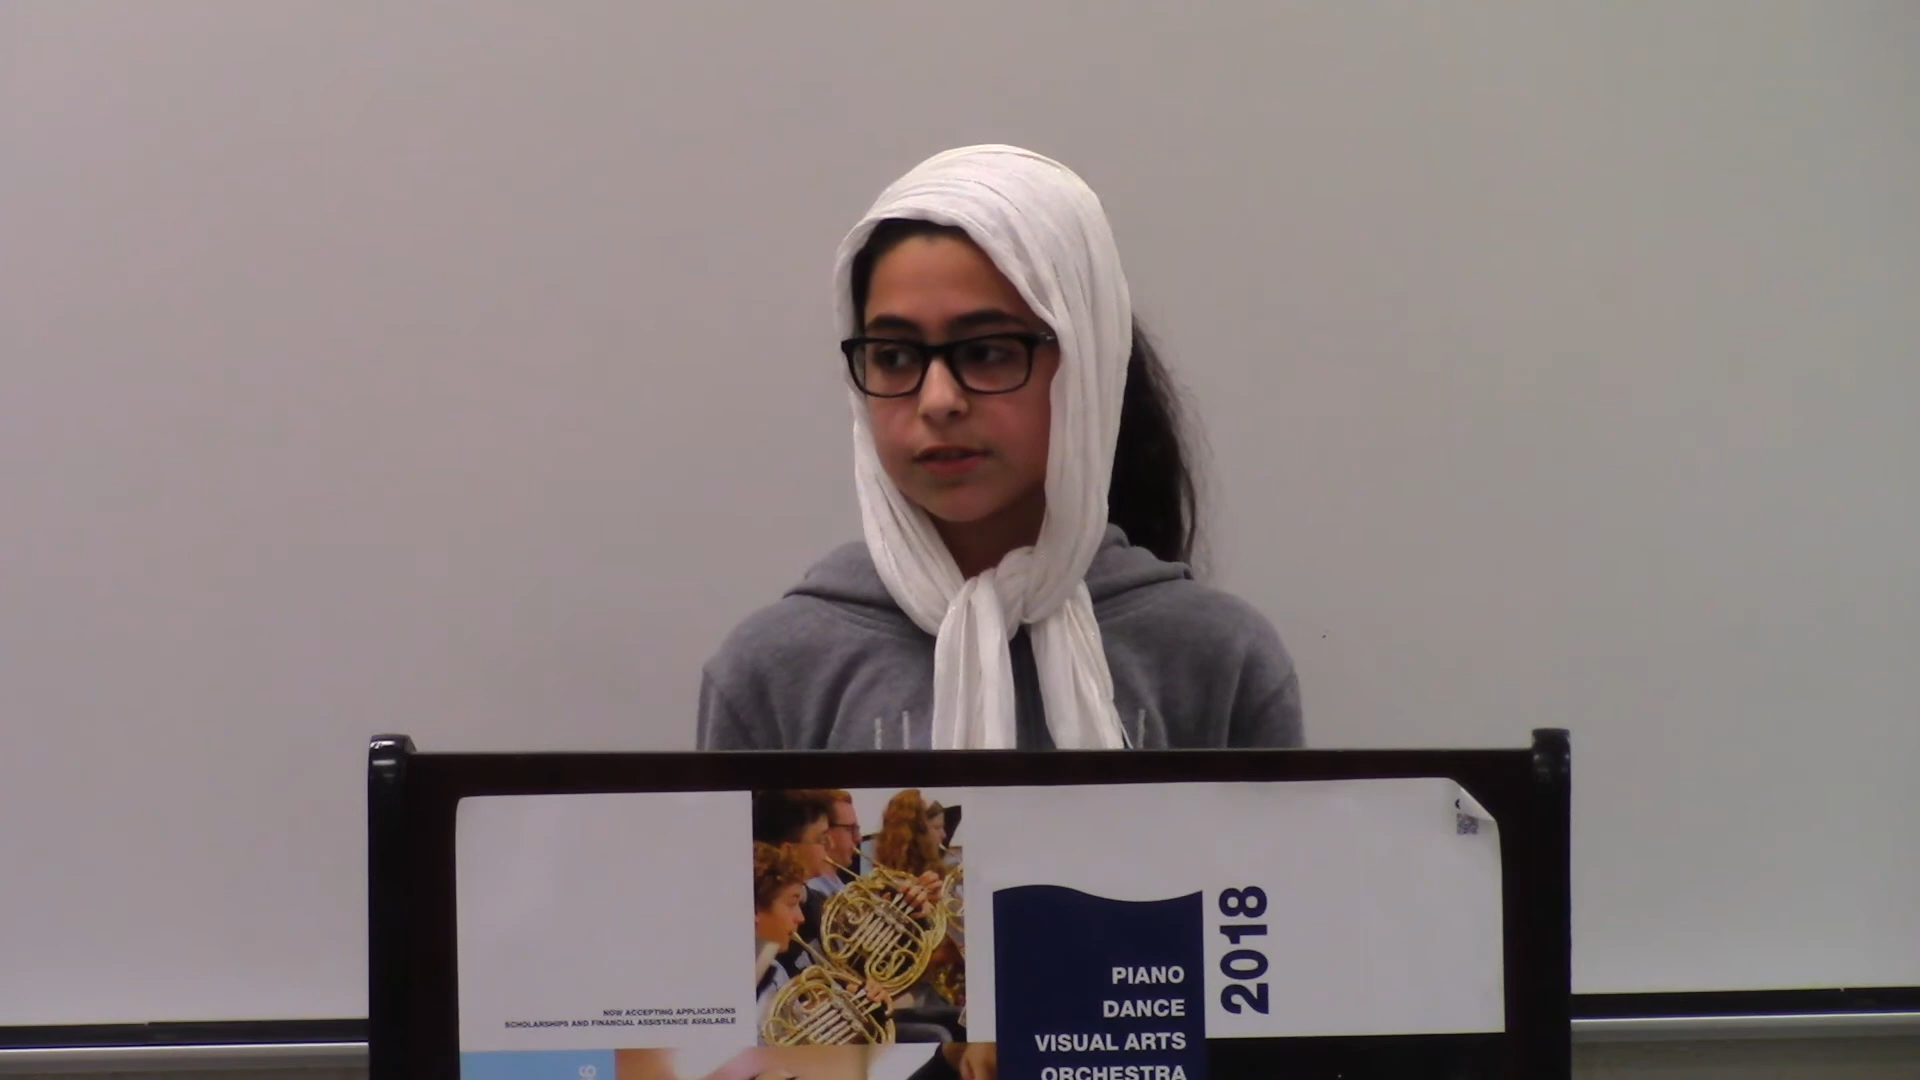 NOW ACCEPTING APPLICATIONS
SCHOLARSHIPS AND FINANCIAL ASSISTANCE AVAILABLE
PIANO
DANCE
VISUAL ARTS
ORCHESTRA
2018